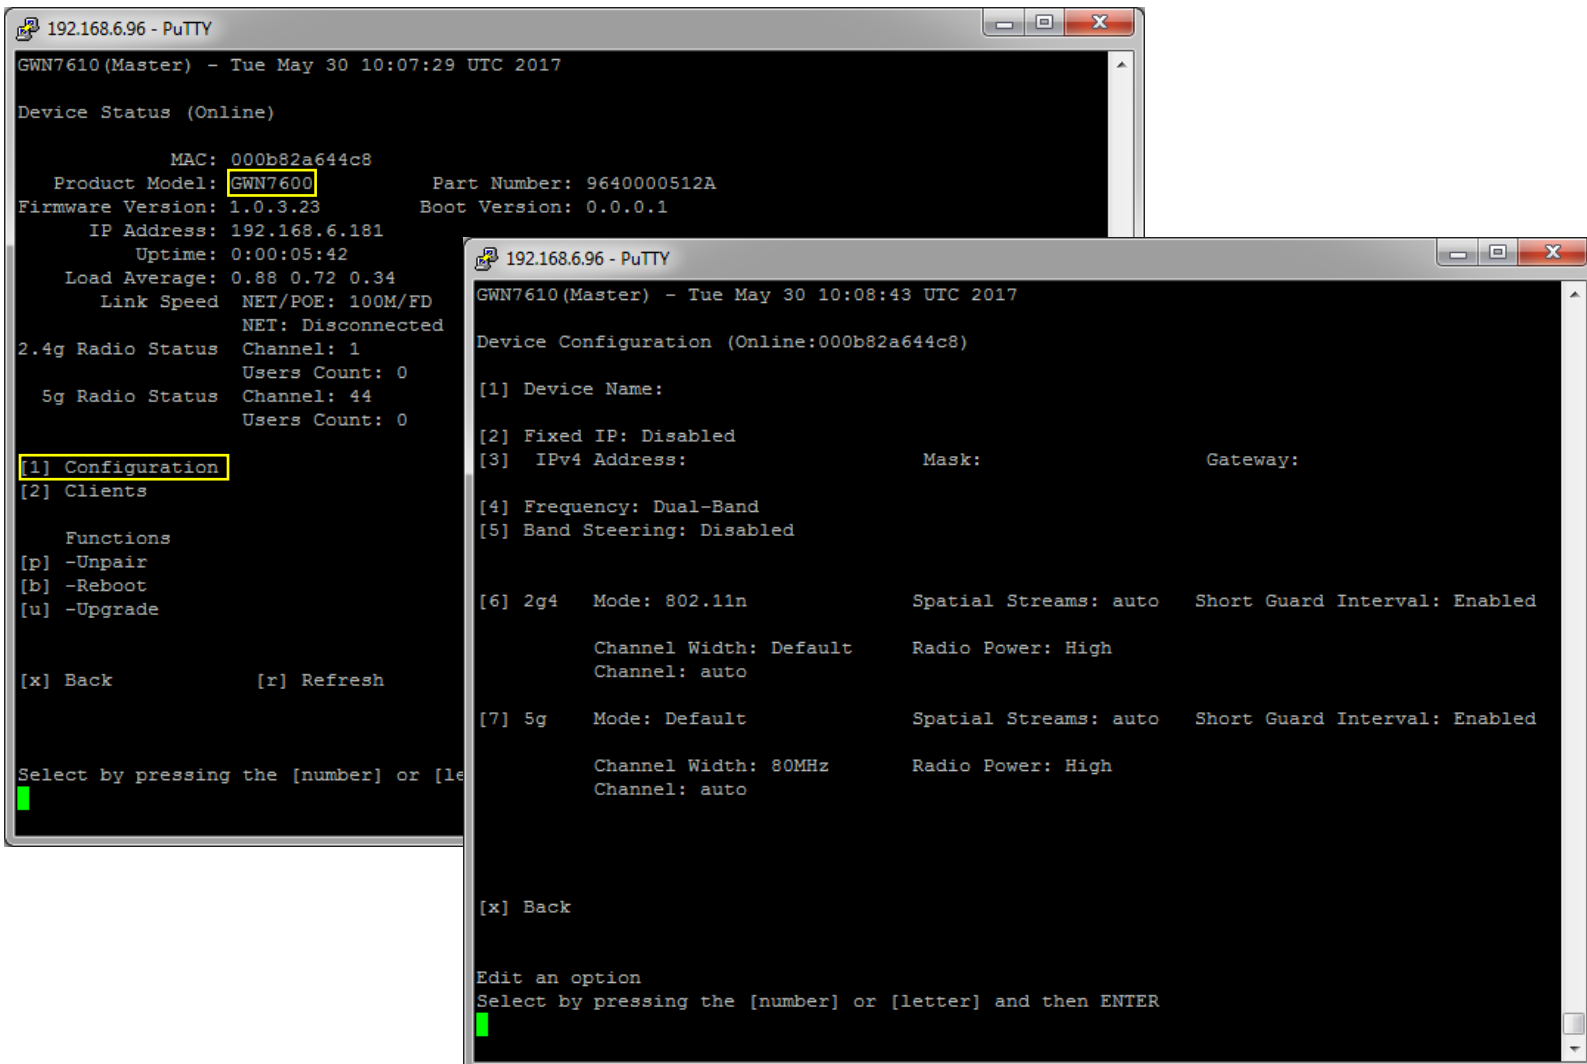 192.168.6.96 - PuTTY
GWN7610(Master) - Tue May 30 10:07:29 UTC 2017
Device Status (Online)
MAC: 000b82a644c8
Product Model: GWN7600 Part Number: 9640000512A
Firmware Version: 1.0.3.23 Boot Version: 0.0.0.1
IP Address: 192.168.6.181
Uptime: 0:00:05:42
Load Average: 0.88 0.72 0.34
Link Speed NET/POE: 100M/FD
NET: Disconnected
2.4g Radio Status Channel: 1
Users Count: 0
5g Radio Status Channel: 44
Users Count: 0
[1] Configuration
[2] Clients
Functions
[p] -Unpair
[b] -Reboot
[u] -Upgrade
[x] Back [r] Refresh
Select by pressing the [number] or [le
192.168.6.96 - PuTTY
GWN7610(Master) - Tue May 30 10:08:43 UTC 2017
Device Configuration (Online:000b82a644c8)
[1] Device Name:
[2] Fixed IP: Disabled
[3] IPv4 Address: Mask: Gateway:
[4] Frequency: Dual-Band
[5] Band Steering: Disabled
[6] 2g4 Mode: 802.11n Spatial Streams: auto Short Guard Interval: Enabled
Channel Width: Default Radio Power: High
Channel: auto
[7] 5g Mode: Default Spatial Streams: auto Short Guard Interval: Enabled
Channel Width: 80MHz Radio Power: High
Channel: auto
[x] Back
Edit an option
Select by pressing the [number] or [letter] and then ENTER